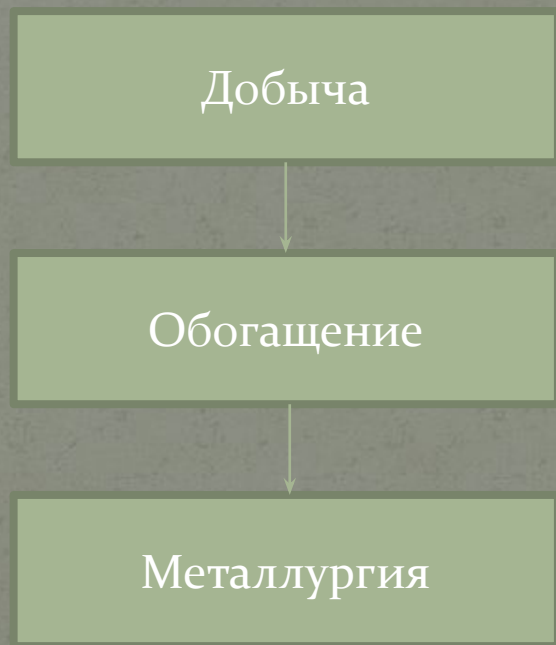 Добыча
Обогащение
Металлургия